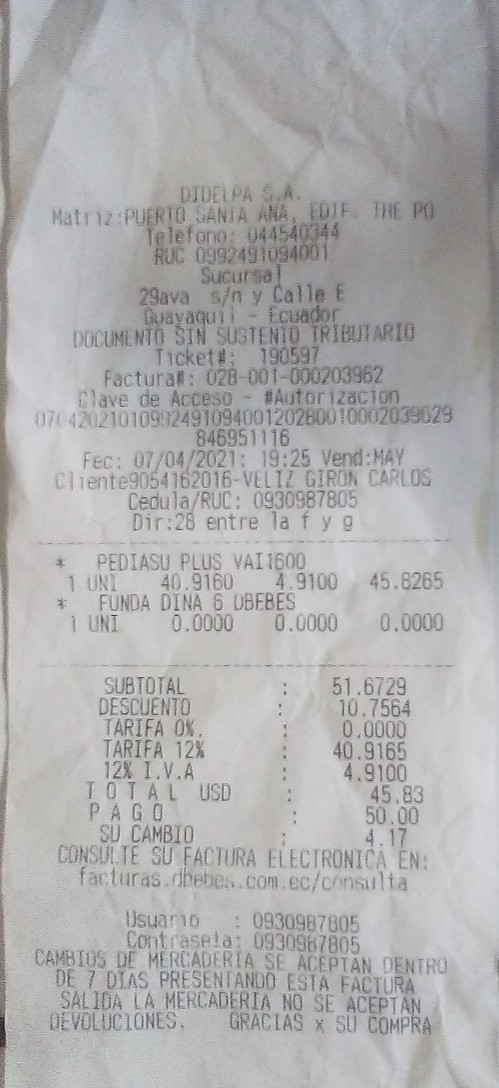 DIDELPA S.A.
Matriz:PUERTO SANTA ANA, EDIF. THE PO
Telefono: 044540344
RUC 0992491094001
Sucursal
29ava s/n y Calle E
Guayaquil - Ecuador
DOCUMENTO SIN SUSTENTO TRIBUTARIO
Ticket#: 190597
Factura#: 028-001-000203962
Clave de Acceso - #Autorizacion
0704202101099249109400120280010002039629
846951116
Fec: 07/04/2021: 19:25 Vend:MAY
Cliente9054162016-VELIZ GIRON CARLOS
Cedula/RUC: 0930987805
Dir:28 entre la f y g
* PEDIASU PLUS VAI1600
1 UNI 40.9160 4.9100 45.8265
* FUNDA DINA 6 DBEBES
1 UNI 0.0000 0.0000 0.0000
SUBTOTAL : 51.6729
DESCUENTO : 10.7564
TARIFA 0%. : 0.0000
TARIFA 12% : 40.9165
12% I.V.A : 4.9100
T O T A L USD : 45.83
P A G O : 50.00
SU CAMBIO : 4.17
CONSULTE SU FACTURA ELECTRONICA EN:
facturas.dbebes.com.ec/consulta
Usuario : 0930987805
Contraseta: 0930987805
CAMBIOS DE MERCADERIA SE ACEPTAN DENTRO
DE 7 DIAS PRESENTANDO ESTA FACTURA
SALIDA LA MERCADERIA NO SE ACEPTAN
DEVOLUCIONES. GRACIAS x SU COMPRA